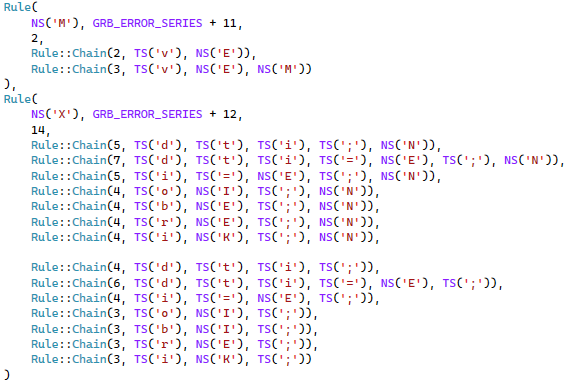 Rule(
    NS('M'), GRB_ERROR_SERIES + 11,
    2,
    Rule::Chain(2, TS('v'), NS('E')),
    Rule::Chain(3, TS('v'), NS('E'), NS('M'))
),
Rule(
    NS('X'), GRB_ERROR_SERIES + 12,
    14,
    Rule::Chain(5, TS('d'), TS('t'), TS('i'), TS(';'), NS('N')),
    Rule::Chain(7, TS('d'), TS('t'), TS('i'), TS('='), NS('E'), TS(';'), NS('N')),
    Rule::Chain(5, TS('i'), TS('='), NS('E'), TS(';'), NS('N')),
    Rule::Chain(4, TS('o'), NS('I'), TS(';'), NS('N')),
    Rule::Chain(4, TS('b'), NS('E'), TS(';'), NS('N')),
    Rule::Chain(4, TS('r'), NS('E'), TS(';'), NS('N')),
    Rule::Chain(4, TS('i'), NS('K'), TS(';'), NS('N')),

    Rule::Chain(4, TS('d'), TS('t'), TS('i'), TS(';')),
    Rule::Chain(6, TS('d'), TS('t'), TS('i'), TS('='), NS('E'), TS(';')),
    Rule::Chain(4, TS('i'), TS('='), NS('E'), TS(';')),
    Rule::Chain(3, TS('o'), NS('I'), TS(';')),
    Rule::Chain(3, TS('b'), NS('I'), TS(';')),
    Rule::Chain(3, TS('r'), NS('E'), TS(';')),
    Rule::Chain(3, TS('i'), NS('K'), TS(';'))
)